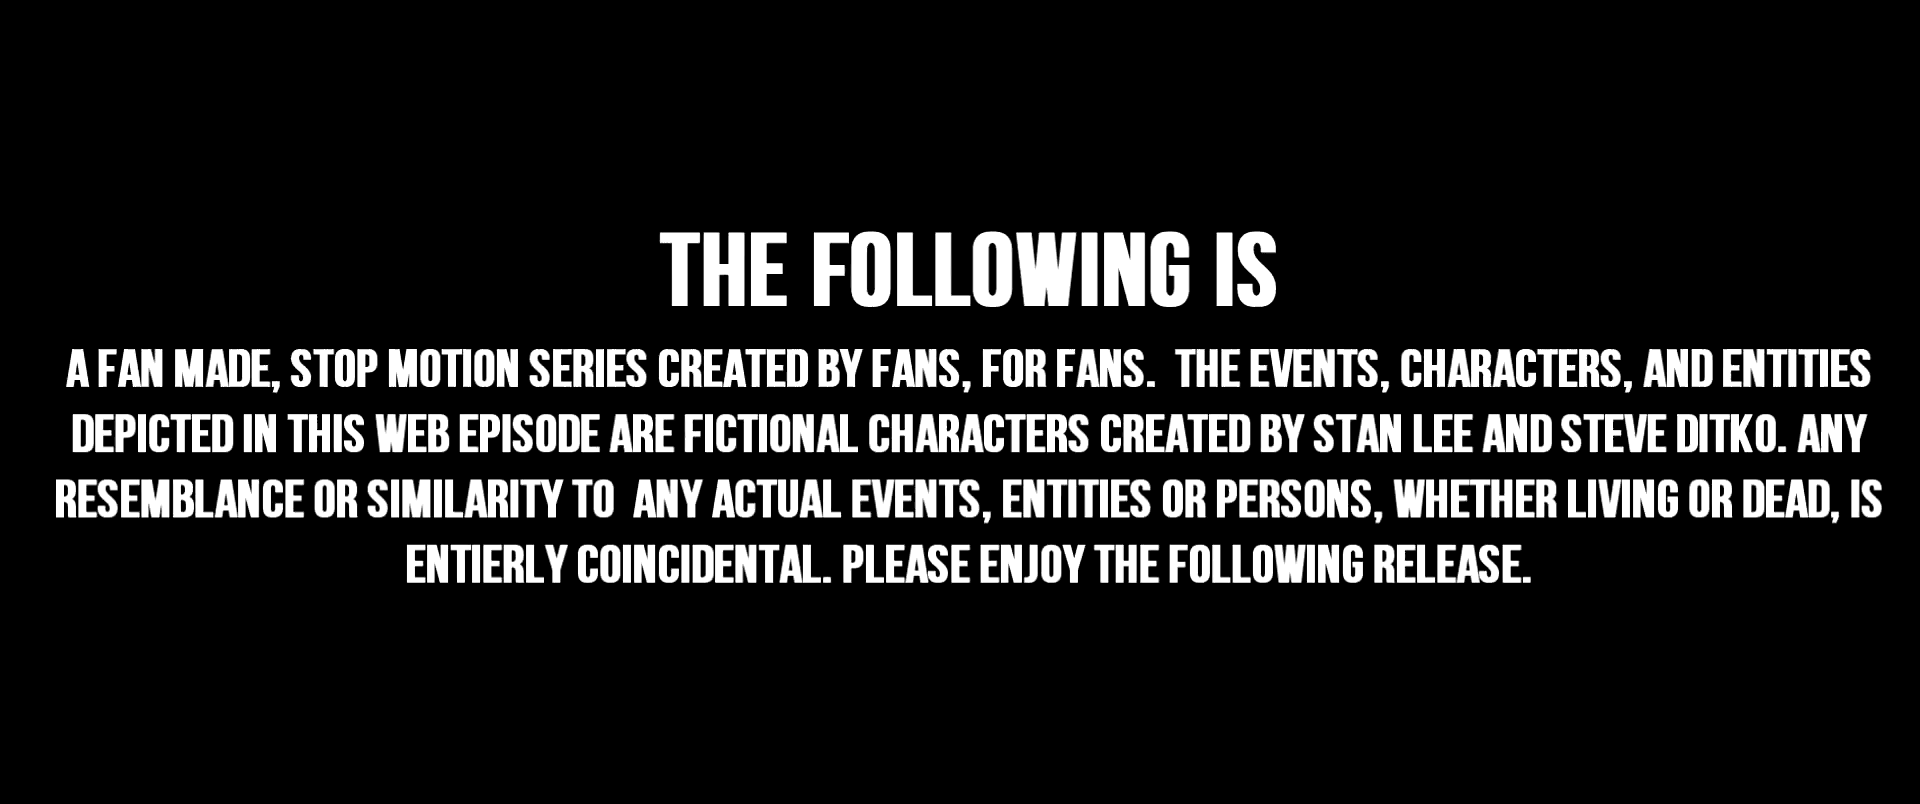 THE FOLLOWING IS
A FAN MADE, STOP MOTION SERIES CREATED BY FANS, FOR FANS.  THE EVENTS, CHARACTERS, AND ENTITIES
DEPICTED IN THIS WEB EPISODE ARE FICTIONAL CHARACTERS CREATED BY STAN LEE AND STEVE DITKO. ANY
RESEMBLANCE OR SIMILARITY TO  ANY ACTUAL EVENTS, ENTITIES OR PERSONS, WHETHER LIVING OR DEAD, IS
ENTIERLY COINCIDENTAL. PLEASE ENJOY THE FOLLOWING RELEASE.